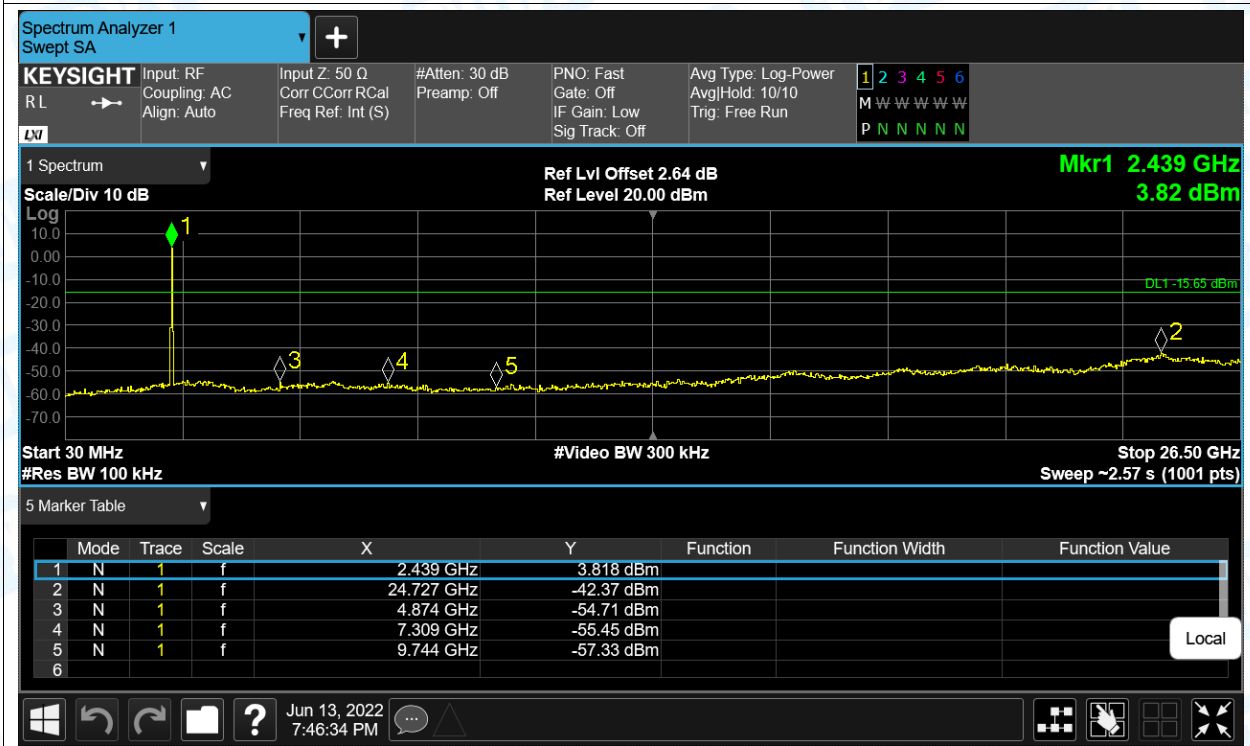 Spectrum Analyzer 1
Swept SA
KEYSIGHT
RL
LXI
Input: RF
Coupling: AC
Align: Auto
Input Z: 50 Ω
Corr CCorr RCal
Freq Ref: Int (S)
#Atten: 30 dB
Preamp: Off
PNO: Fast
Gate: Off
IF Gain: Low
Sig Track: Off
Avg Type: Log-Power
Avg|Hold: 10/10
Trig: Free Run
1 2 3 4 5 6
M W W W W W
P N N N N N
1 Spectrum
Scale/Div 10 dB
Ref Lvl Offset 2.64 dB
Ref Level 20.00 dBm
Mkr1 2.439 GHz
3.82 dBm
Log
10.0
0.00
-10.0
-20.0
-30.0
-40.0
-50.0
-60.0
-70.0
1
DL1 -15.65 dBm
2
3
4
5
Start 30 MHz
#Video BW 300 kHz
Stop 26.50 GHz
#Res BW 100 kHz
Sweep ~2.57 s (1001 pts)
5 Marker Table
Mode Trace Scale X Y Function Function Width Function Value
1 N 1 f 2.439 GHz 3.818 dBm
2 N 1 f 24.727 GHz -42.37 dBm
3 N 1 f 4.874 GHz -54.71 dBm
4 N 1 f 7.309 GHz -55.45 dBm
5 N 1 f 9.744 GHz -57.33 dBm
6
Local
?
Jun 13, 2022
7:46:34 PM